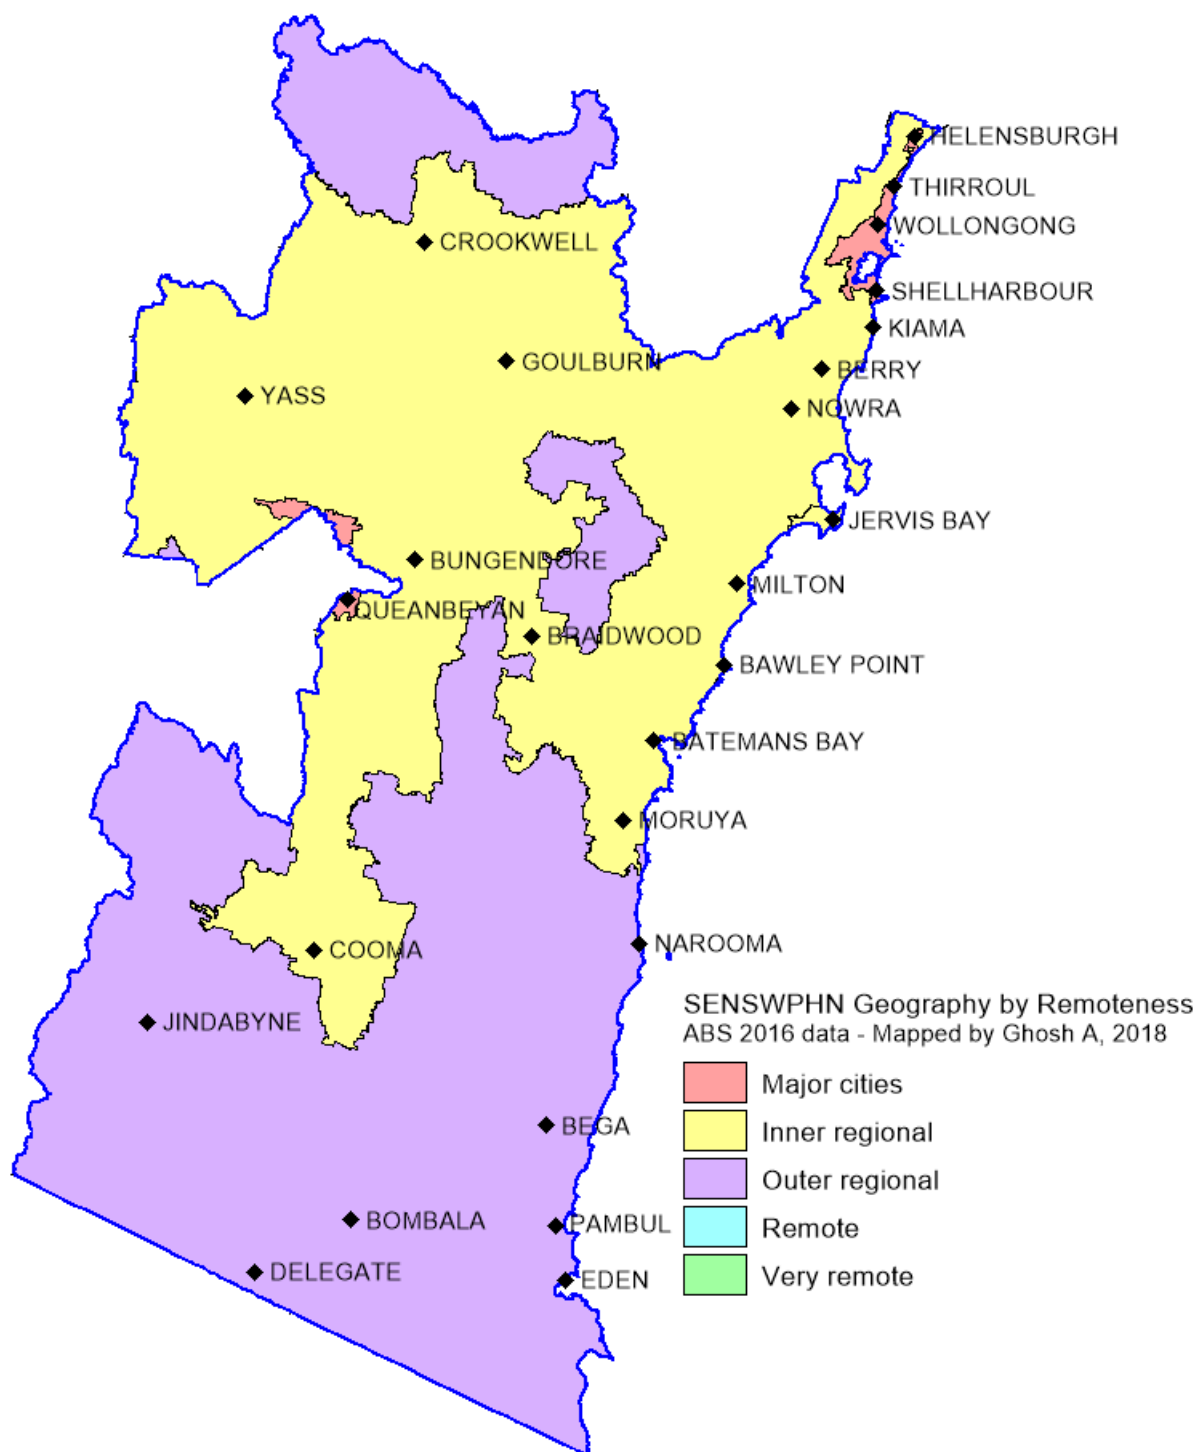 HELENSBURGH
THIRROUL
WOLLONGONG
CROOKWELL
SHELLHARBOUR
KIAMA
GOULBURN
BERRY
YASS
NOWRA
JERVIS BAY
BUNGENDORE
MILTON
QUEANBEYAN
BRAIDWOOD
BAWLEY POINT
BATEMANS BAY
MORUYA
NAROOMA
COOMA
JINDABYNE
SENSWPHN Geography by Remoteness
ABS 2016 data - Mapped by Ghosh A, 2018
Major cities
Inner regional
Outer regional
Remote
Very remote
BEGA
BOMBALA
PAMBUL
DELEGATE
EDEN